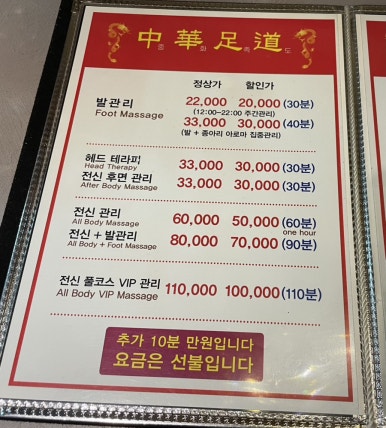 中華足道
중 화 족 도
정상가 할인가
발관리 22,000 20,000 (30분)
Foot Massage (12:00~22:00 주간관리)
33,000 30,000 (40분)
(발 + 종아리 아로마 집중관리)
헤드 테라피 33,000 30,000 (30분)
Head Therapy
전신 후면 관리 33,000 30,000 (30분)
After Body Massage
전신 관리 60,000 50,000 (60분)
All Body Massage one hour
전신 + 발관리 80,000 70,000 (90분)
All Body + Foot Massage
전신 풀코스 VIP 관리 110,000 100,000 (110분)
All Body VIP Massage
추가 10분 만원입니다
요금은 선불입니다